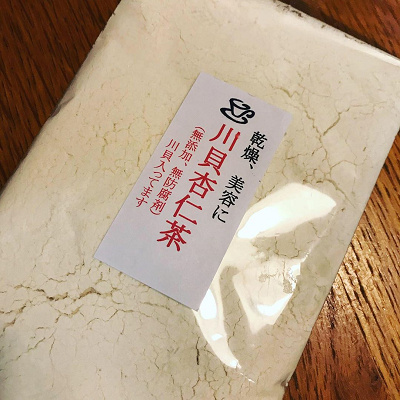 乾燥、美容に
川貝杏仁茶
（無添加、無防腐剤）
川貝入ってます